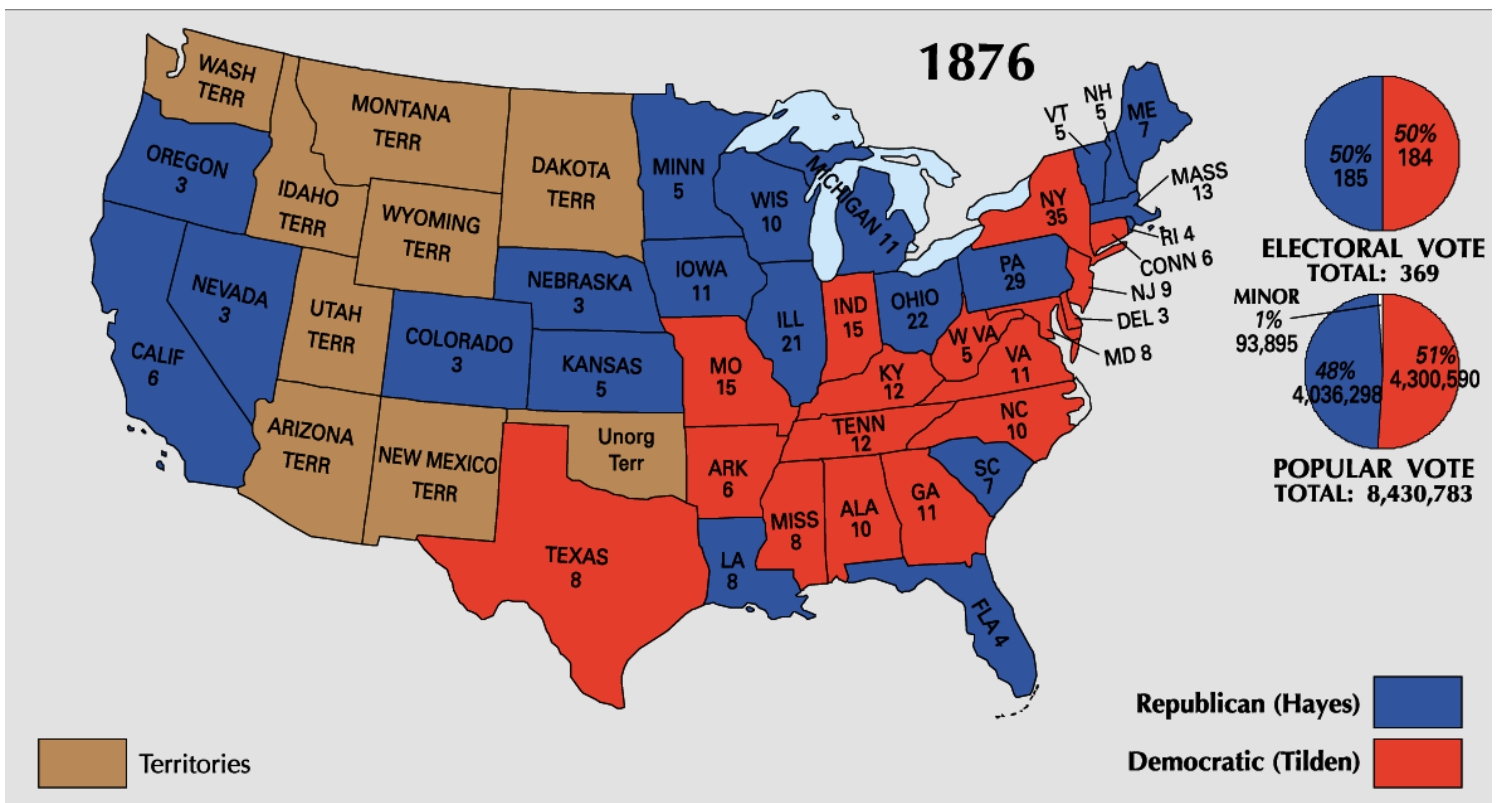 1876
WASH
TERR
MONTANA
TERR
DAKOTA
TERR
OREGON
3
IDAHO
TERR
WYOMING
TERR
MINN
5
WIS
10
MICHIGAN 11
VT
5
NH
5
ME
7
MASS
13
NY
35
RI 4
CONN 6
NJ 9
DEL 3
MD 8
PA
29
NEVADA
3
UTAH
TERR
COLORADO
3
NEBRASKA
3
IOWA
11
ILL
21
IND
15
OHIO
22
W VA
5
VA
11
CALIF
6
KANSAS
5
MO
15
KY
12
NC
10
TENN
12
ARIZONA
TERR
NEW MEXICO
TERR
Unorg
Terr
ARK
6
SC
7
MISS
8
ALA
10
GA
11
TEXAS
8
LA
8
FLA 4
50%
185
50%
184
ELECTORAL VOTE
TOTAL: 369
MINOR
1%
93,895
48%
4,036,298
51%
4,300,590
POPULAR VOTE
TOTAL: 8,430,783
Republican (Hayes)
Democratic (Tilden)
Territories